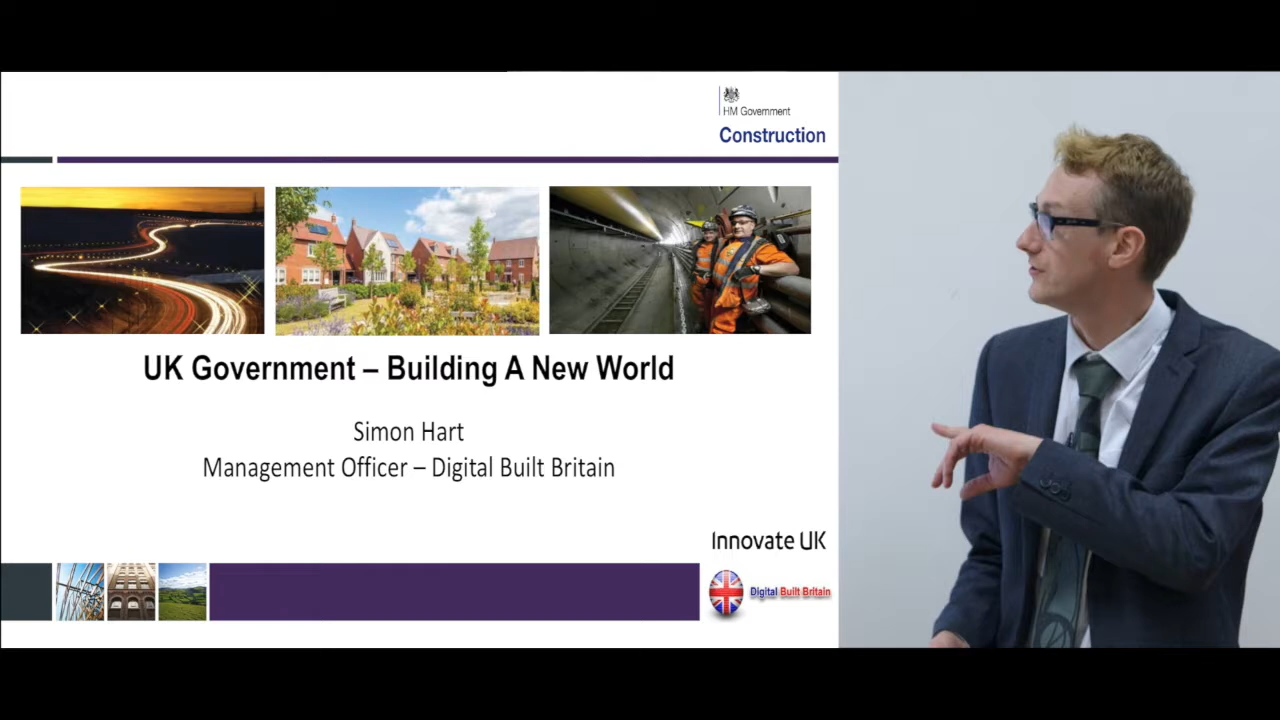 HM Government
Construction
UK Government – Building A New World
Simon Hart
Management Officer – Digital Built Britain
Innovate UK
Digital Built Britain